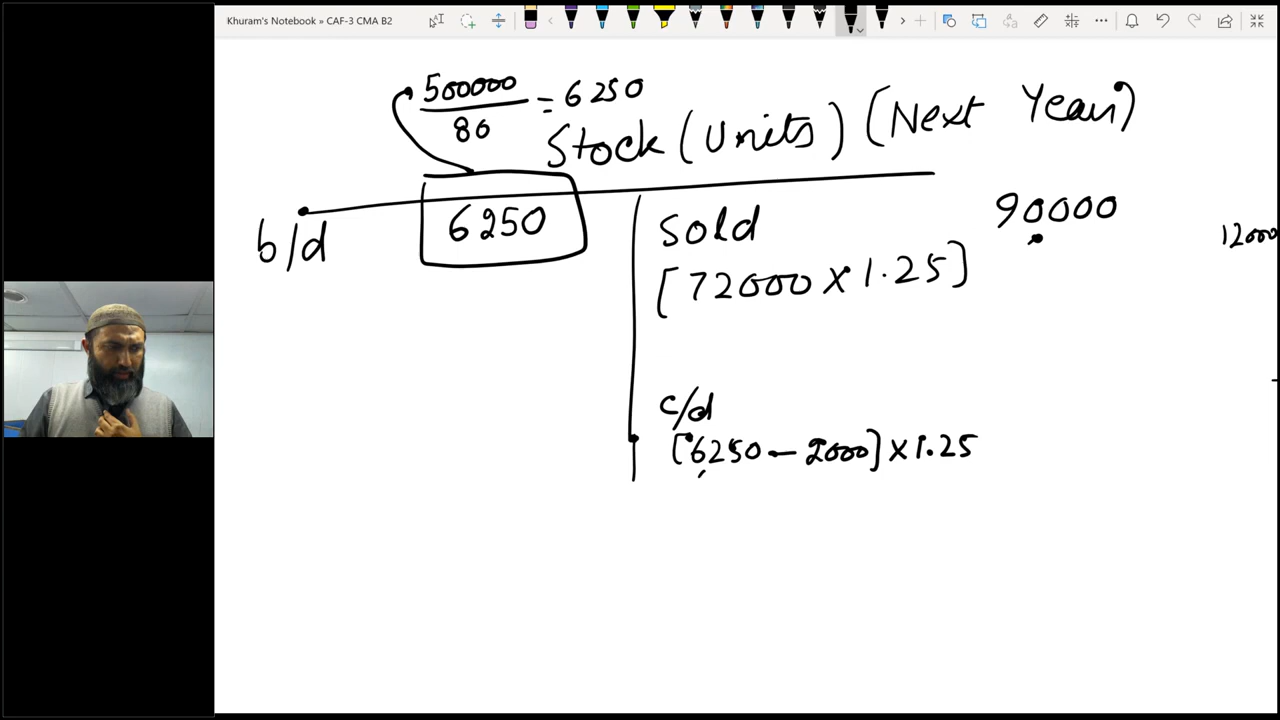 Khuram's Notebook » CAF-3 CMA B2
500000
80
= 6250
Stock (Units) (Next Year)
b/d 6250
Sold 90000
12000
[72000 × 1.25]
c/d
[6250 — 2000] × 1.25